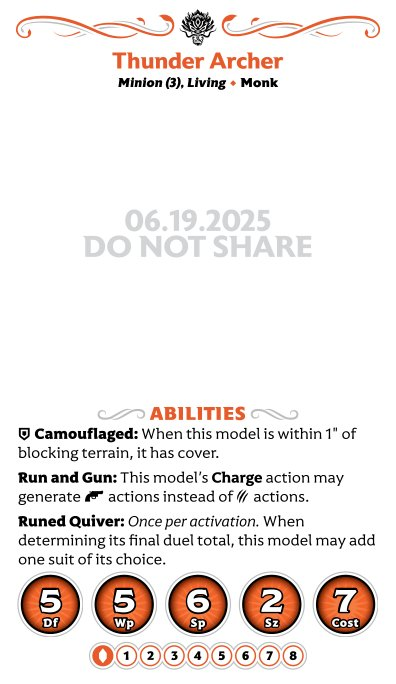 Thunder Archer
Minion (3), Living ♦ Monk
06.19.2025
DO NOT SHARE
ABILITIES
Camouflaged: When this model is within 1" of
blocking terrain, it has cover.
Run and Gun: This model's Charge action may
generate actions instead of actions.
Runed Quiver: Once per activation. When
determining its final duel total, this model may add
one suit of its choice.
5 5 6 2 7
Df Wp Sp Sz Cost
1 2 3 4 5 6 7 8